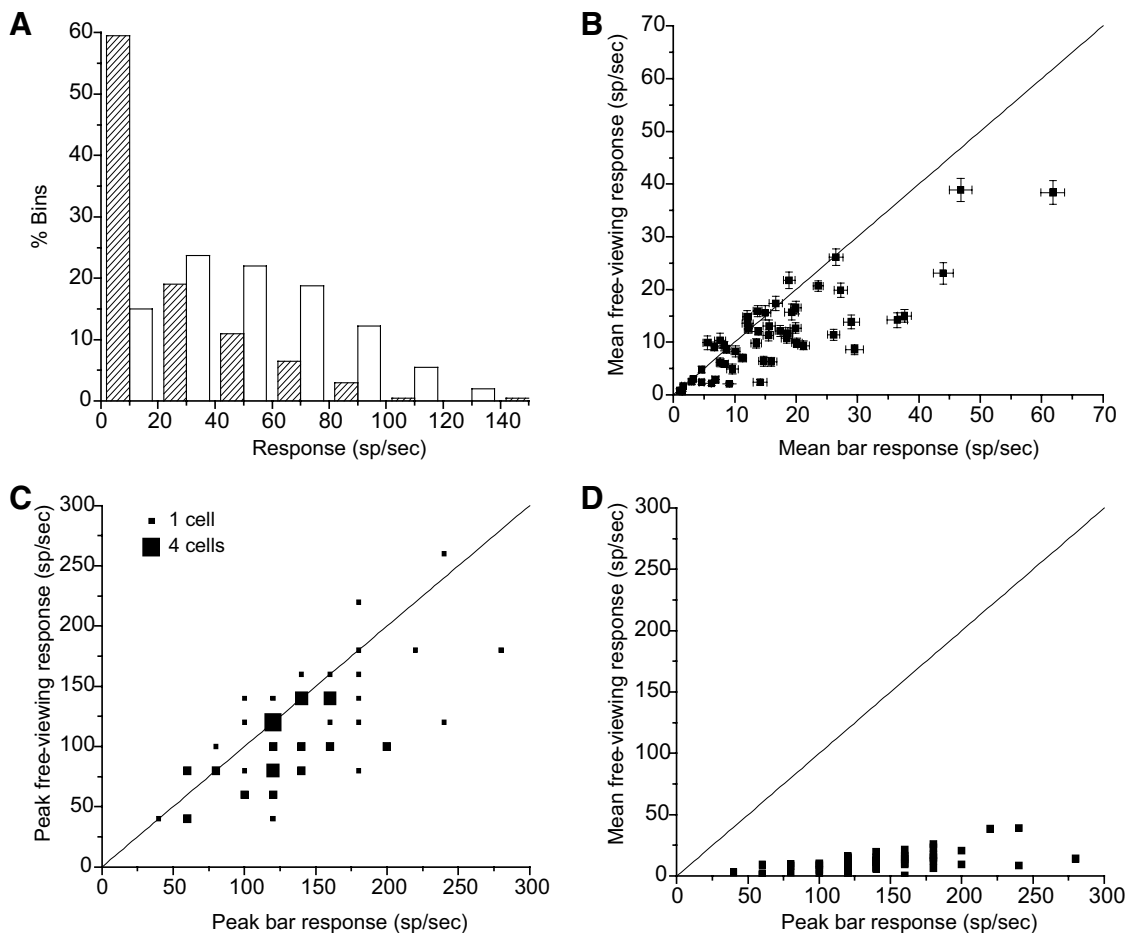 A
60
50
40
30
20
10
0
% Bins
0 20 40 60 80 100 120 140
Response (sp/sec)
B
70
60
50
40
30
20
10
0
Mean free-viewing response (sp/sec)
0 10 20 30 40 50 60 70
Mean bar response (sp/sec)
C
300
250
200
150
100
50
0
Peak free-viewing response (sp/sec)
1 cell
4 cells
0 50 100 150 200 250 300
Peak bar response (sp/sec)
D
300
250
200
150
100
50
0
Mean free-viewing response (sp/sec)
0 50 100 150 200 250 300
Peak bar response (sp/sec)